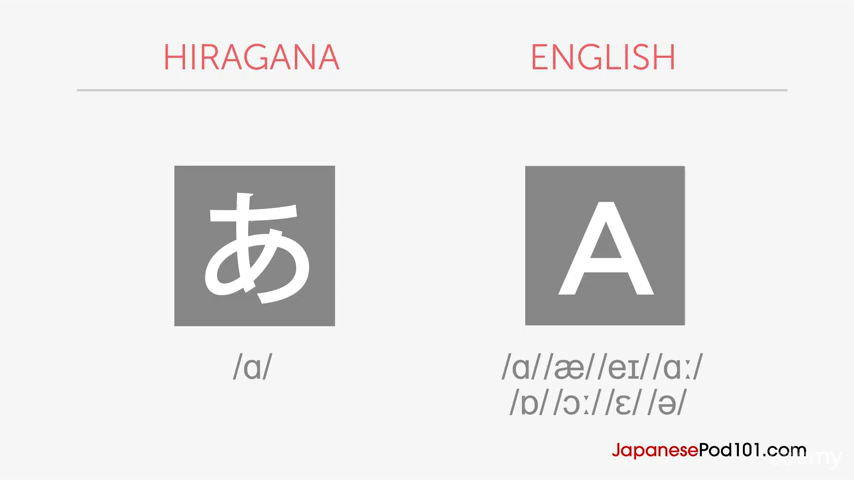 HIRAGANA ENGLISH
あ A
/ɑ/ /ɑ//æ//eɪ//ɑː/
/ɒ//ɔː//ɛ//ə/
JapanesePod101.com